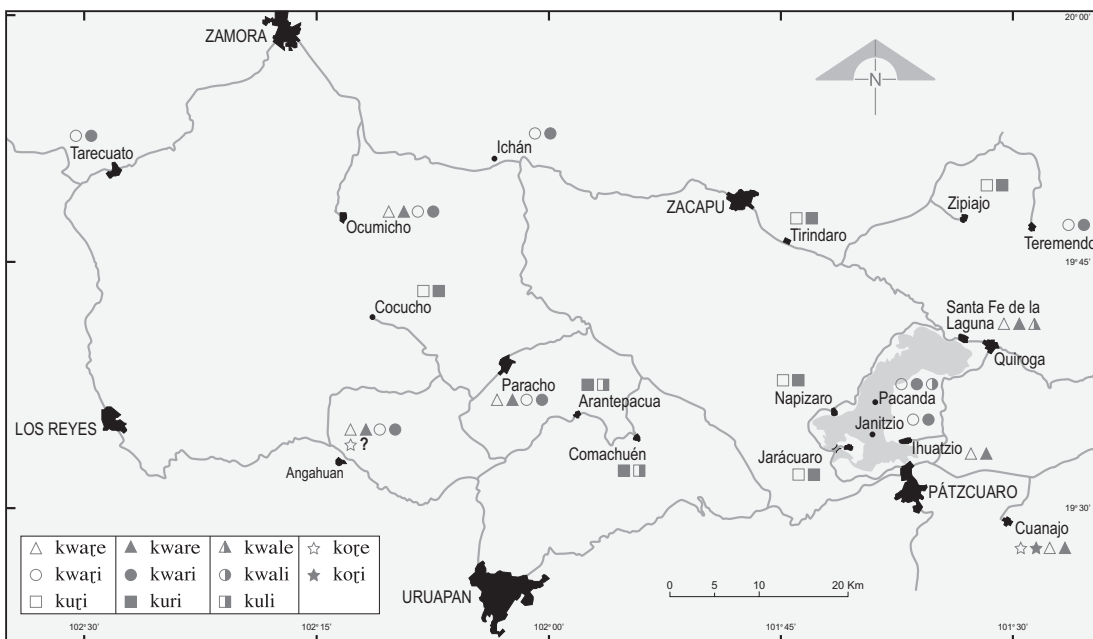 20°00'
ZAMORA
N
Tarecuato
Ichán
ZACAPU
Zipiajo
Ocumicho
Tirindaro
Teremendo
19°45'
Cocucho
Santa Fe de la
Laguna
Quiroga
Paracho
Arantepacua
Napizaro
Pacanda
LOS REYES
Janitzio
?
Comachuén
Jarácuaro
Ihuatzio
Angahuan
PÁTZCUARO
19°30'
Cuanajo
kwaɽe kware kwale koɽe
kwaɽi kwari kwali koɽi
kuɽi kuri kuli
URUAPAN
0 5 10 20 Km
102°30' 102°15' 102°00' 101°45' 101°30'